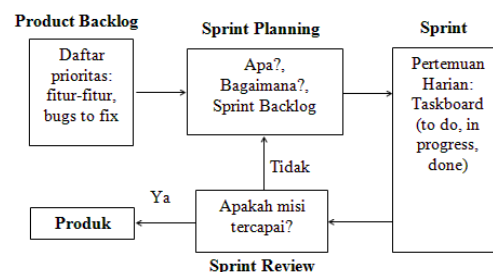 Product Backlog
Daftar
prioritas:
fitur-fitur,
bugs to fix
Sprint Planning
Apa?,
Bagaimana?,
Sprint Backlog
Sprint
Pertemuan
Harian:
Taskboard
(to do, in
progress,
done)
Tidak
Ya
Produk
Apakah misi
tercapai?
Sprint Review